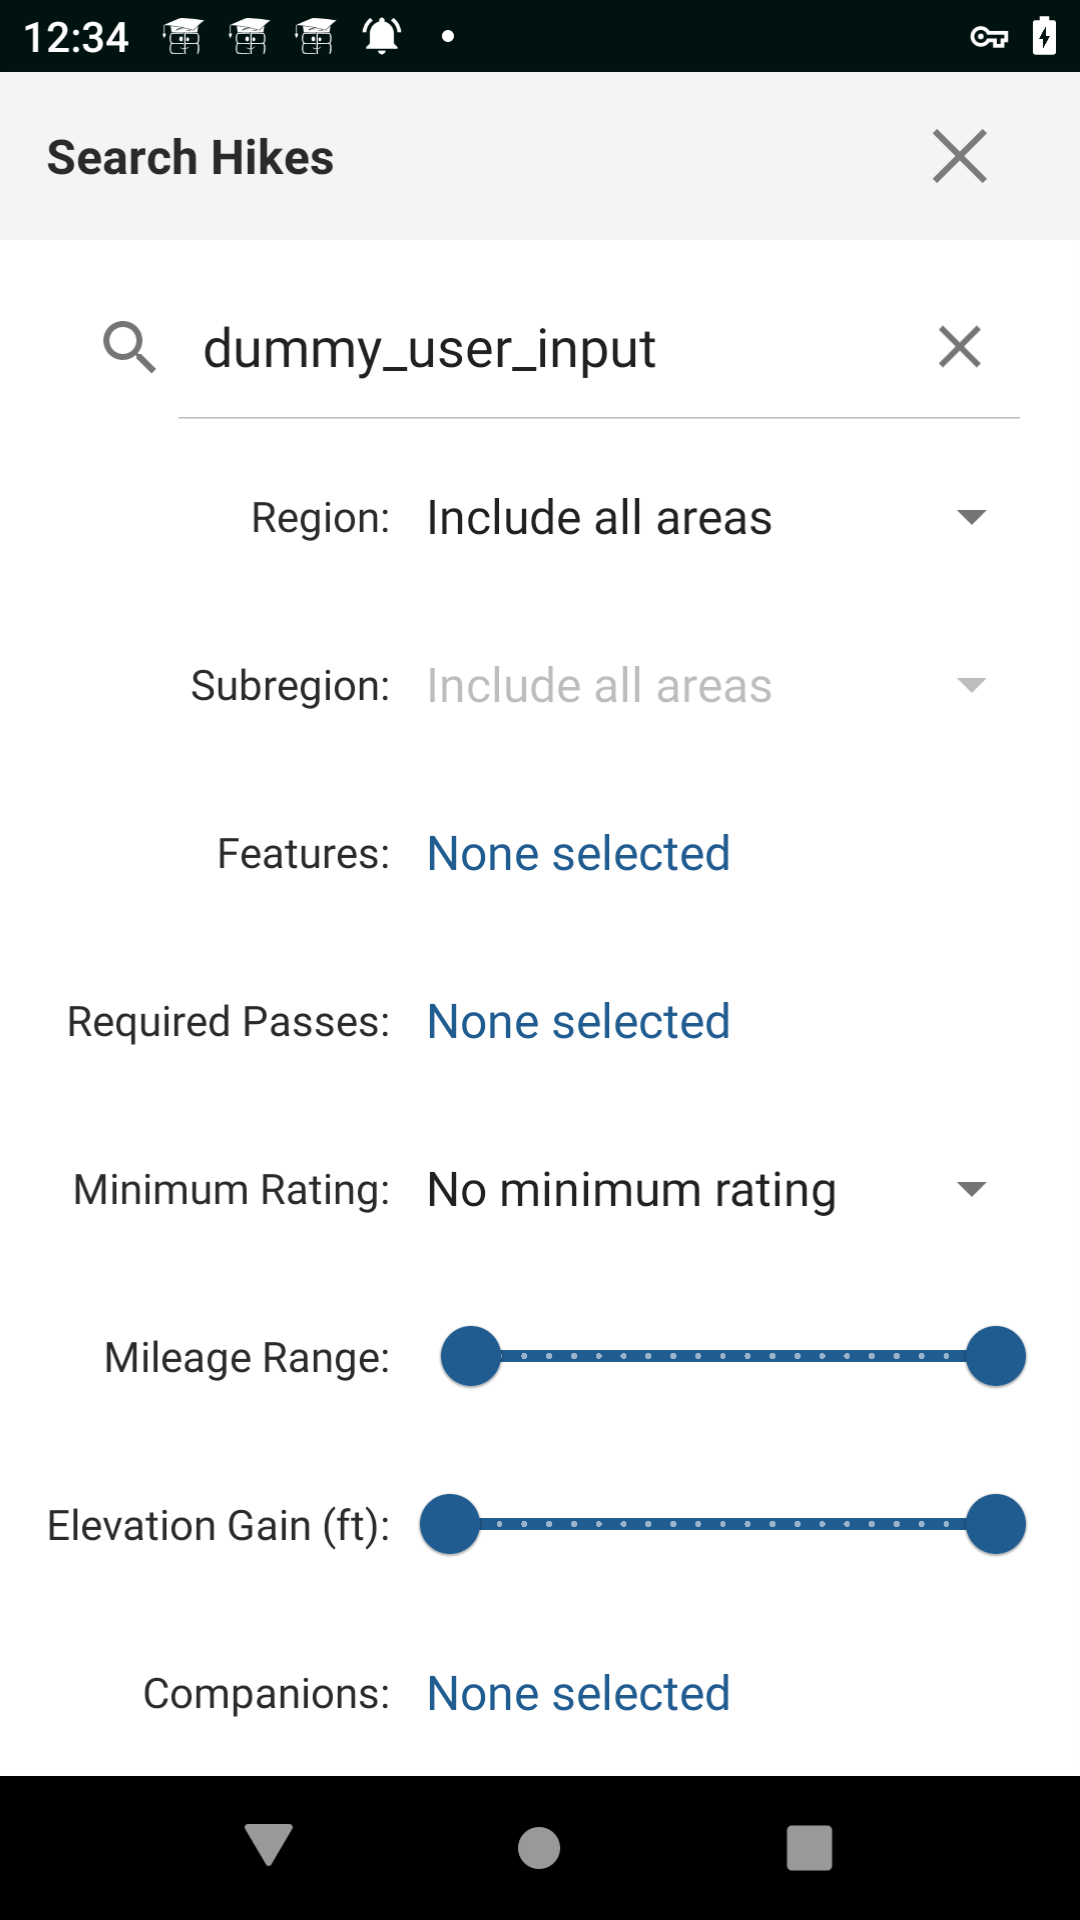 12:34
Search Hikes
dummy_user_input
Region: Include all areas
Subregion: Include all areas
Features: None selected
Required Passes: None selected
Minimum Rating: No minimum rating
Mileage Range:
Elevation Gain (ft):
Companions: None selected